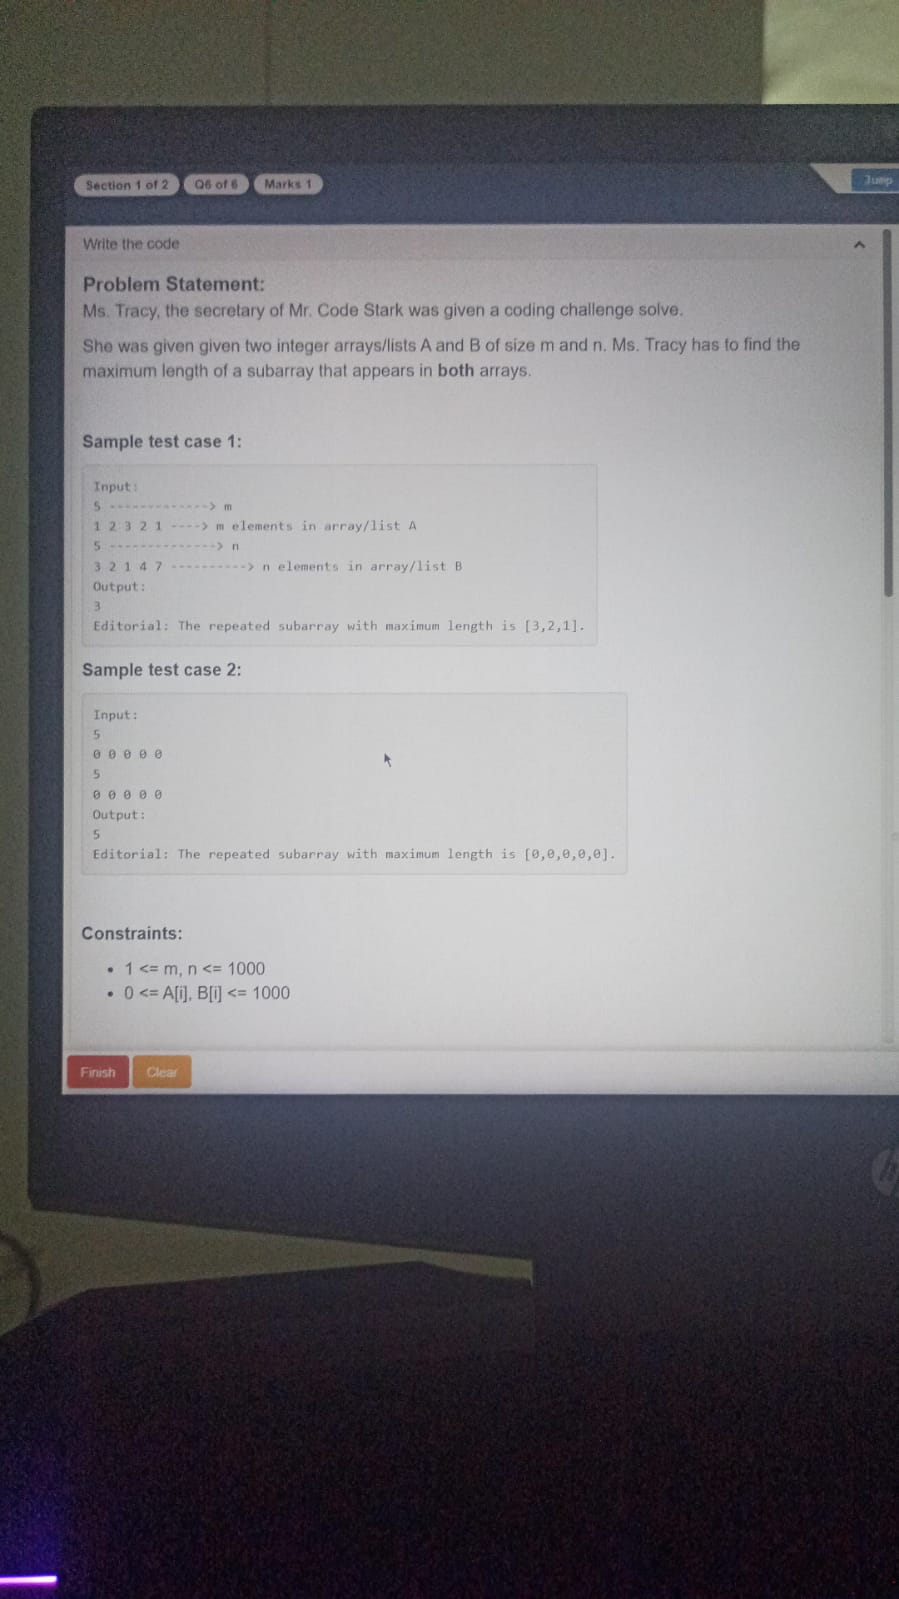 Section 1 of 2 Q6 of 6 Marks 1
Jump
Write the code
Problem Statement:
Ms. Tracy, the secretary of Mr. Code Stark was given a coding challenge solve.
She was given given two integer arrays/lists A and B of size m and n. Ms. Tracy has to find the
maximum length of a subarray that appears in both arrays.
Sample test case 1:
Input:
5 -------------> m
1 2 3 2 1 ----> m elements in array/list A
5 --------------> n
3 2 1 4 7 ----------> n elements in array/list B
Output:
3
Editorial: The repeated subarray with maximum length is [3,2,1].
Sample test case 2:
Input:
5
0 0 0 0 0
5
0 0 0 0 0
Output:
5
Editorial: The repeated subarray with maximum length is [0,0,0,0,0].
Constraints:
• 1 <= m, n <= 1000
• 0 <= A[i], B[i] <= 1000
Finish Clear
hp